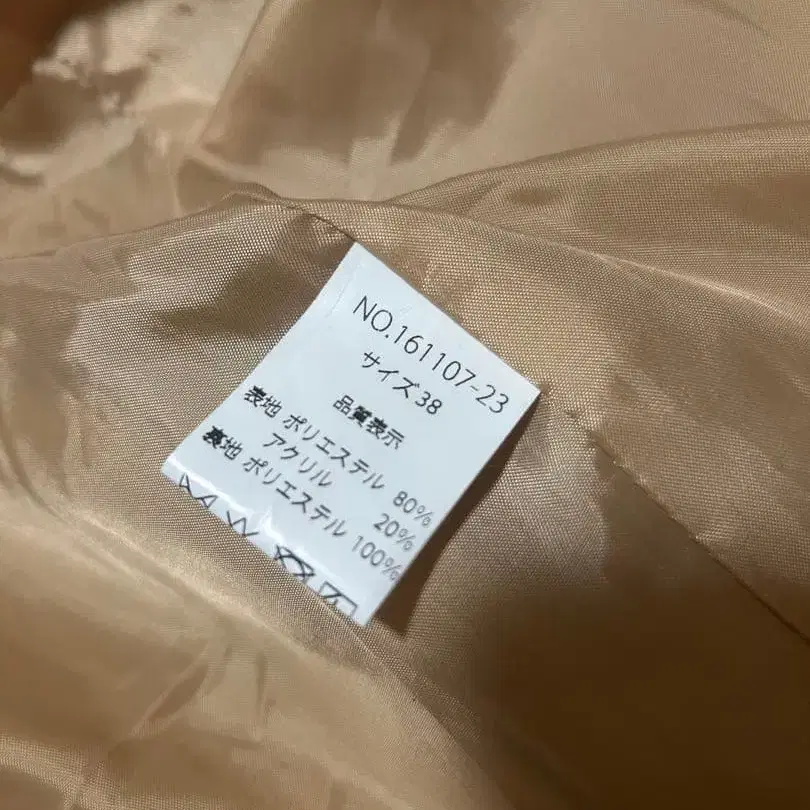 NO.161107-23
サイズ38
品質表示
表地 ポリエステル 80%
アクリル 20%
裏地 ポリエステル 100%